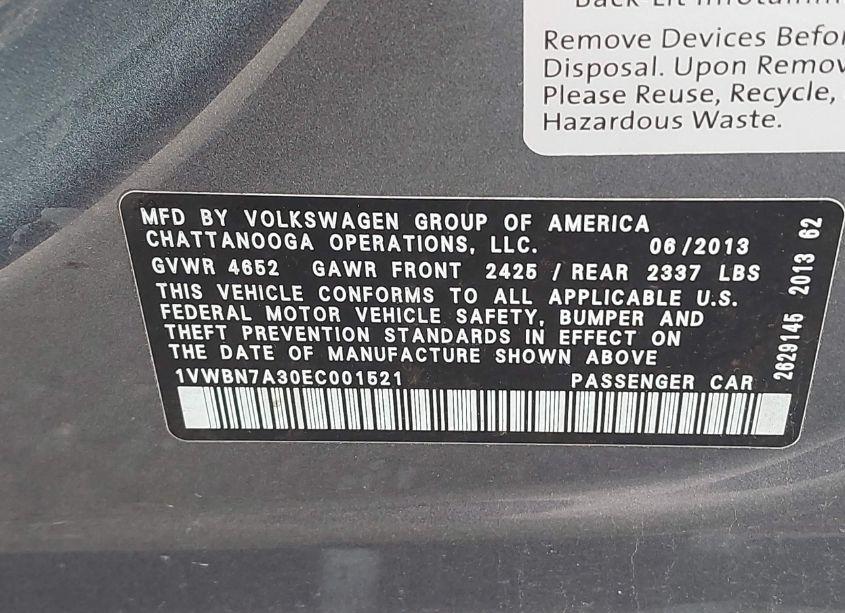 Remove Devices
Disposal. Upon
Please Reuse, Recycle,
Hazardous Waste.
MFD BY VOLKSWAGEN GROUP OF AMERICA
CHATTANOOGA OPERATIONS, LLC. 06/2013
GVWR 4652 GAWR FRONT 2425 / REAR 2337 LBS
THIS VEHICLE CONFORMS TO ALL APPLICABLE U.S.
FEDERAL MOTOR VEHICLE SAFETY, BUMPER AND
THEFT PREVENTION STANDARDS IN EFFECT ON
THE DATE OF MANUFACTURE SHOWN ABOVE
1VWBN7A30EC001521 PASSENGER CAR
2629145 2013 62